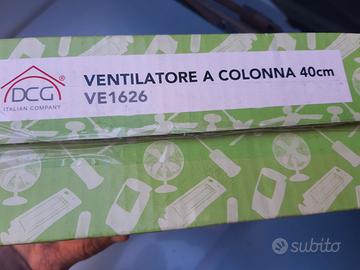 DCG®
ITALIAN COMPANY
VENTILATORE A COLONNA 40cm
VE1626
subito